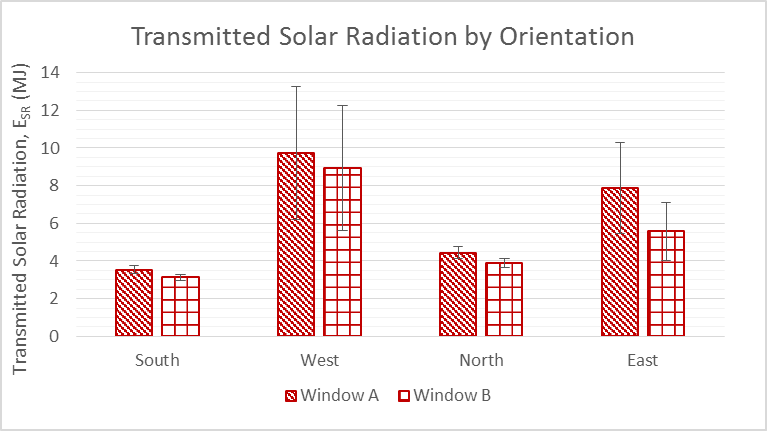 Transmitted Solar Radiation by Orientation
Transmitted Solar Radiation, ESR (MJ)
14
12
10
8
6
4
2
0
South West North East
Window A Window B